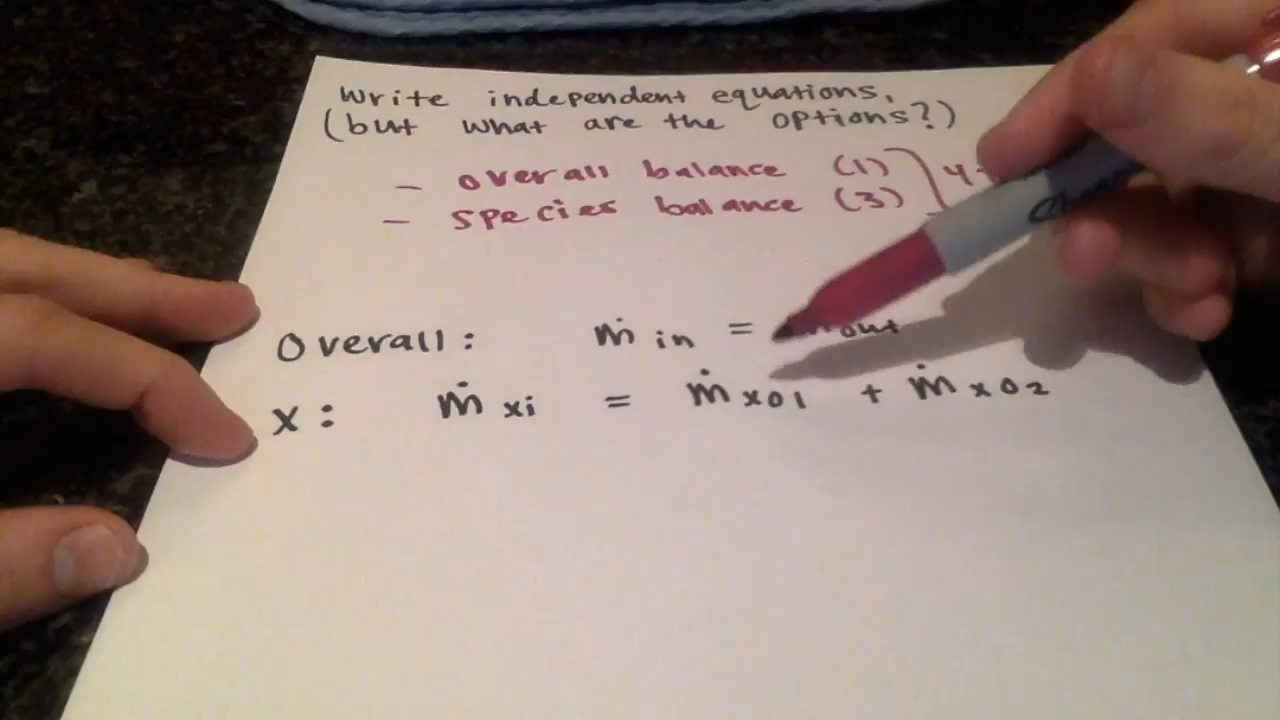 Write independent equations,
(but what are the options?)
- overall balance (1)
- species balance (3)
Overall: ṁ in = out
X: ṁ xi = ṁ xo1 + ṁ xo2